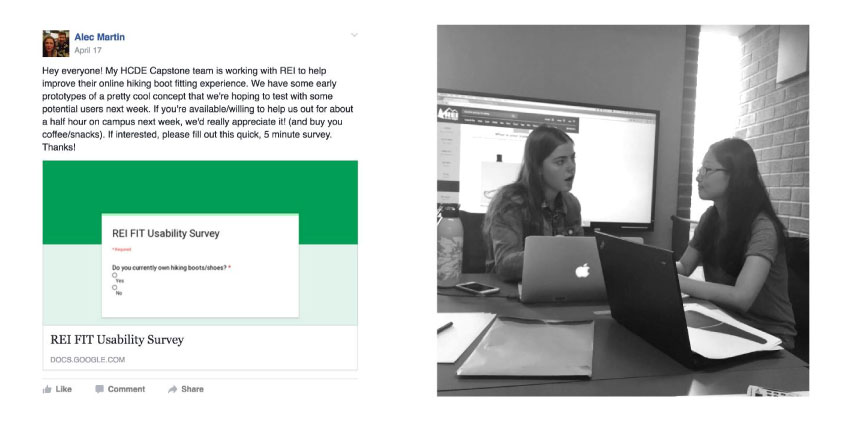 Alec Martin
April 17
Hey everyone! My HCDE Capstone team is working with REI to help
improve their online hiking boot fitting experience. We have some early
prototypes of a pretty cool concept that we're hoping to test with some
potential users next week. If you're available/willing to help us out for about
a half hour on campus next week, we'd really appreciate it! (and buy you
coffee/snacks). If interested, please fill out this quick, 5 minute survey.
Thanks!
REI FIT Usability Survey
* Required
Do you currently own hiking boots/shoes? *
Yes
No
REI FIT Usability Survey
DOCS.GOOGLE.COM
Like Comment Share
REI